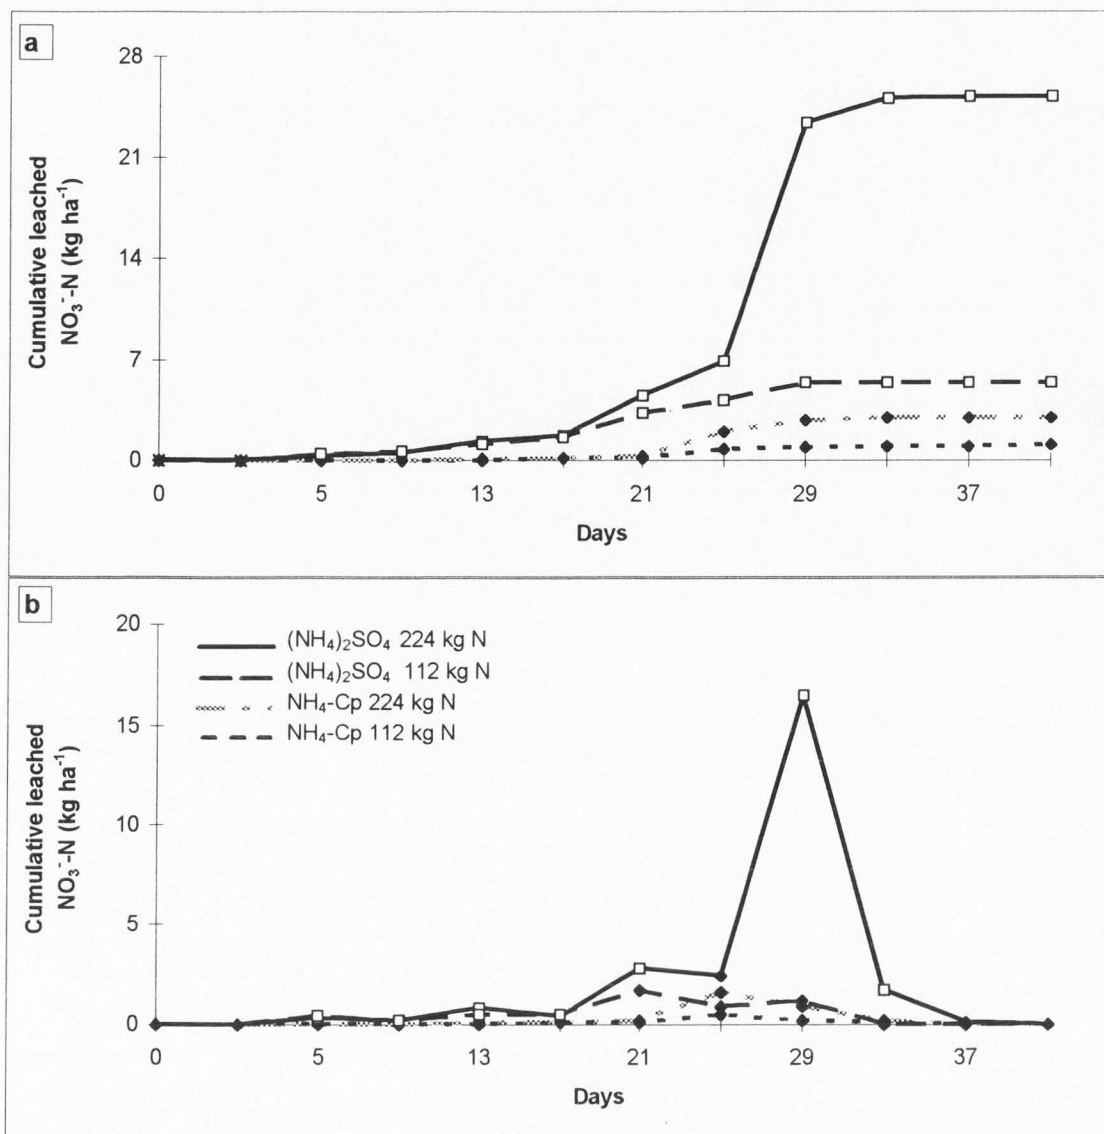 a
28
21
14
7
0
Cumulative leached
NO₃⁻-N (kg ha⁻¹)
0 5 13 21 29 37
Days
b
20
15
10
5
0
Cumulative leached
NO₃⁻-N (kg ha⁻¹)
(NH₄)₂SO₄ 224 kg N
(NH₄)₂SO₄ 112 kg N
NH₄-Cp 224 kg N
NH₄-Cp 112 kg N
0 5 13 21 29 37
Days